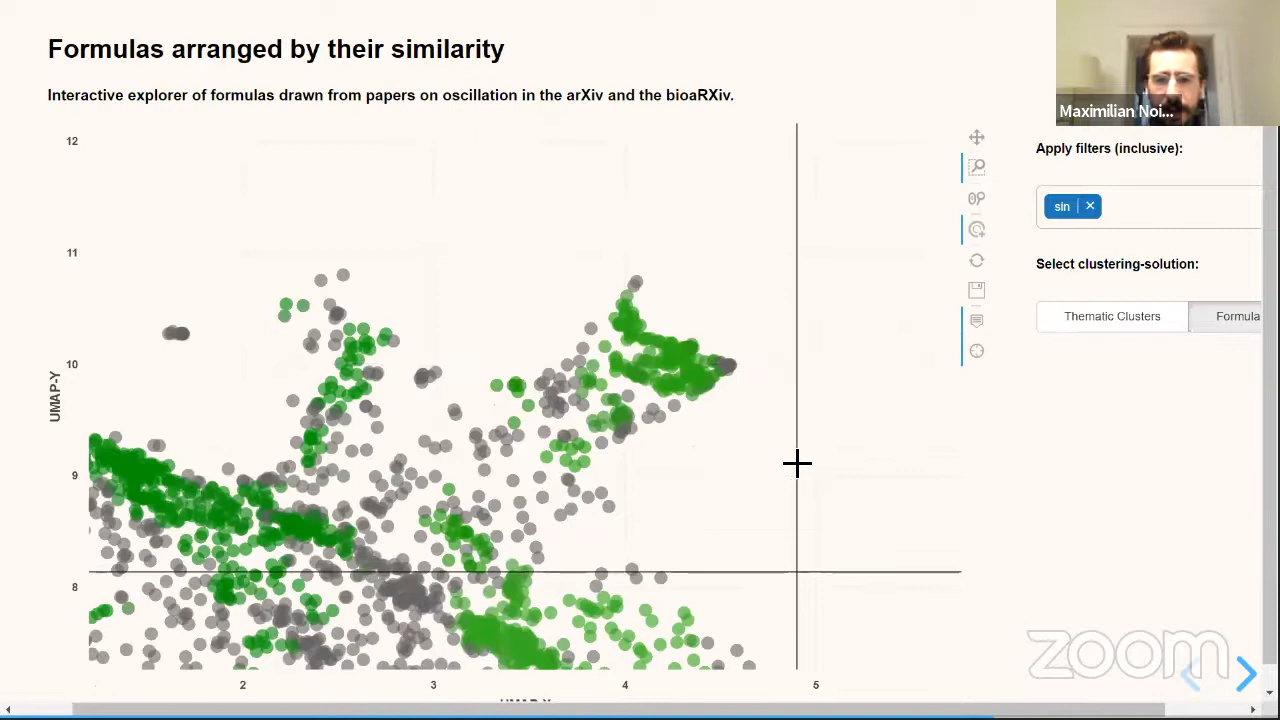 Formulas arranged by their similarity
Interactive explorer of formulas drawn from papers on oscillation in the arXiv and the bioaRXiv.
Maximilian Noi...
Apply filters (inclusive):
sin ×
Select clustering-solution:
Thematic Clusters
Formula
12
11
10
9
8
UMAP-Y
2
3
4
5
zoom